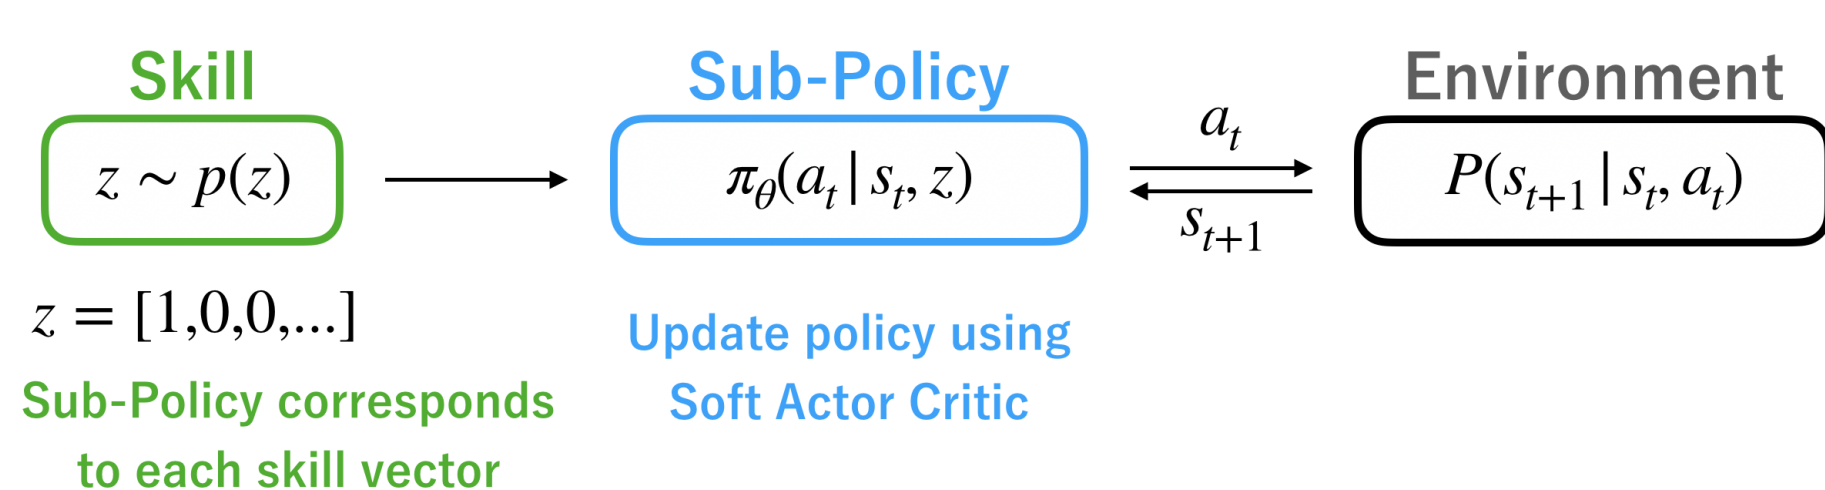 Skill
z ∼ p(z)
z = [1,0,0,...]
Sub-Policy corresponds
to each skill vector
Sub-Policy
π_θ(a_t | s_t, z)
Update policy using
Soft Actor Critic
a_t
s_{t+1}
Environment
P(s_{t+1} | s_t, a_t)